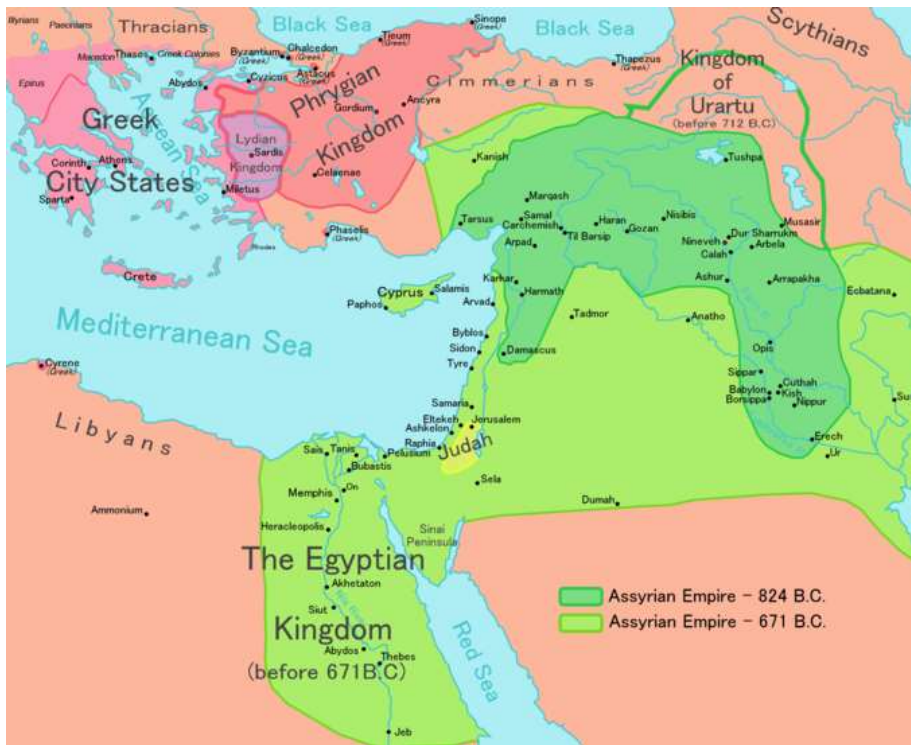 Illyrians
Paeonians
Thracians
Black Sea
Sinope
(Greek)
Black Sea
Scythians
Macedon
Thasos
Greek Colonies
Byzantium
(Greek)
Chalcedon
(Greek)
Tieum
(Greek)
Astacus
(Greek)
Epirus
Abydos
Cyzicus
Thapezus
(Greek)
Cimmerians
Kingdom
of
Urartu
(before 712 B.C)
Phrygian
Kingdom
Gordium
Ancyra
Greek
City States
Aegean Sea
Lydian
Kingdom
Sardis
Celaenae
Corinth
Athens
Sparta
Miletus
Kanish
Tushpa
Marqash
Tarsus
Samal
Carchemish
Til Barsip
Haran
Gozan
Nisibis
Musasir
Dur Sharrukin
Nineveh
Arbela
Calah
Arpad
Phaselis
(Greek)
Rhodes
Crete
Karkar
Harmath
Ashur
Arrapakha
Ecbatana
Cyprus
Salamis
Paphos
Arvad
Mediterranean Sea
Tadmor
Anatho
Byblos
Sidon
Tyre
Damascus
Opis
Cyrene
(Greek)
Sippar
Cuthah
Babylon
Kish
Borsippa
Nippur
Su
Samaria
Eltekeh
Jerusalem
Ashkelon
Raphia
Judah
Erech
Ur
Libyans
Sais
Tanis
Pelusium
Bubastis
Sela
Memphis
On
Dumah
Ammonium
Heracleopolis
Sinai
Peninsula
The Egyptian
Kingdom
(before 671B.C)
Akhetaton
Siut
Abydos
Thebes
Jeb
Red Sea
Assyrian Empire - 824 B.C.
Assyrian Empire - 671 B.C.